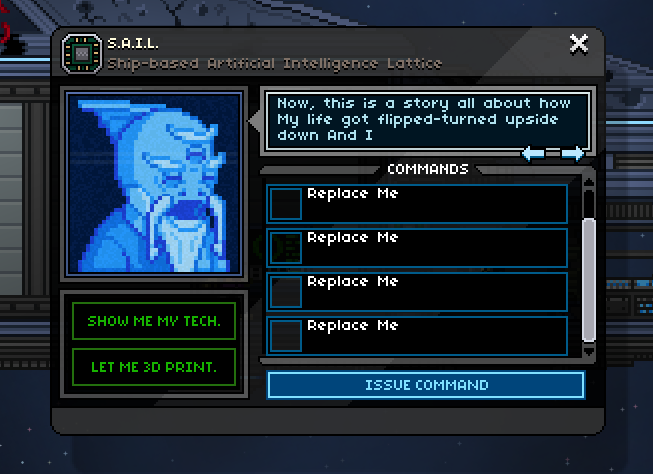 S.A.I.L.
Ship-based Artificial Intelligence Lattice
Now, this is a story all about how
My life got flipped-turned upside
down And I
COMMANDS
Replace Me
Replace Me
Replace Me
Replace Me
SHOW ME MY TECH.
LET ME 3D PRINT.
ISSUE COMMAND